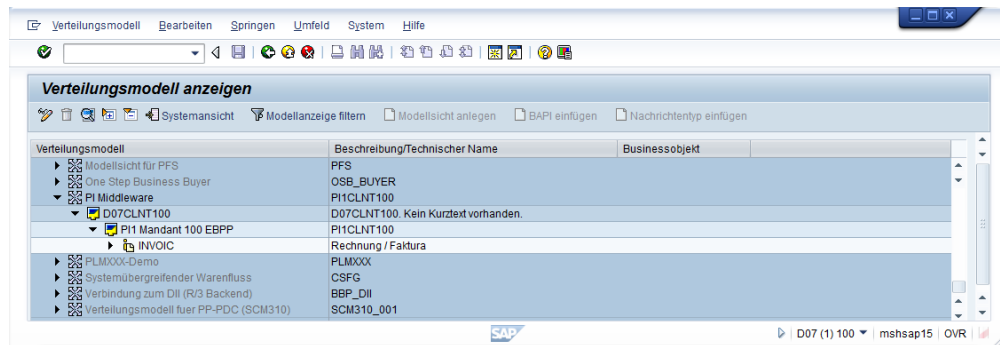 Verteilungsmodell Bearbeiten Springen Umfeld System Hilfe
Verteilungsmodell anzeigen
Systemansicht Modellanzeige filtern Modellsicht anlegen BAPI einfügen Nachrichtentyp einfügen
Verteilungsmodell Beschreibung/Technischer Name Businessobjekt
Modellsicht für PFS PFS
One Step Business Buyer OSB_BUYER
PI Middleware PI1CLNT100
D07CLNT100 D07CLNT100. Kein Kurztext vorhanden.
PI1 Mandant 100 EBPP PI1CLNT100
INVOIC Rechnung / Faktura
PLMXXX-Demo PLMXXX
Systemübergreifender Warenfluss CSFG
Verbindung zum DII (R/3 Backend) BBP_DII
Verteilungsmodell fuer PP-PDC (SCM310) SCM310_001
SAP D07 (1) 100 mshsap15 OVR